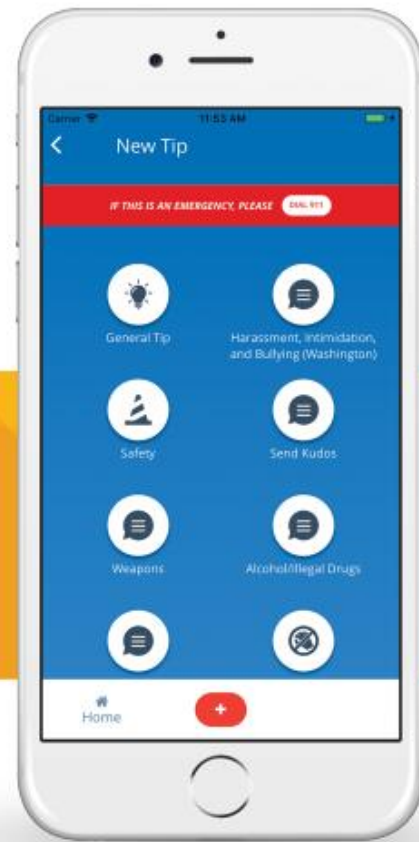 Carrier 11:53 AM
New Tip
IF THIS IS AN EMERGENCY, PLEASE DIAL 911
General Tip
Harassment, Intimidation,
and Bullying (Washington)
Safety
Send Kudos
Weapons
Alcohol/Illegal Drugs
Home